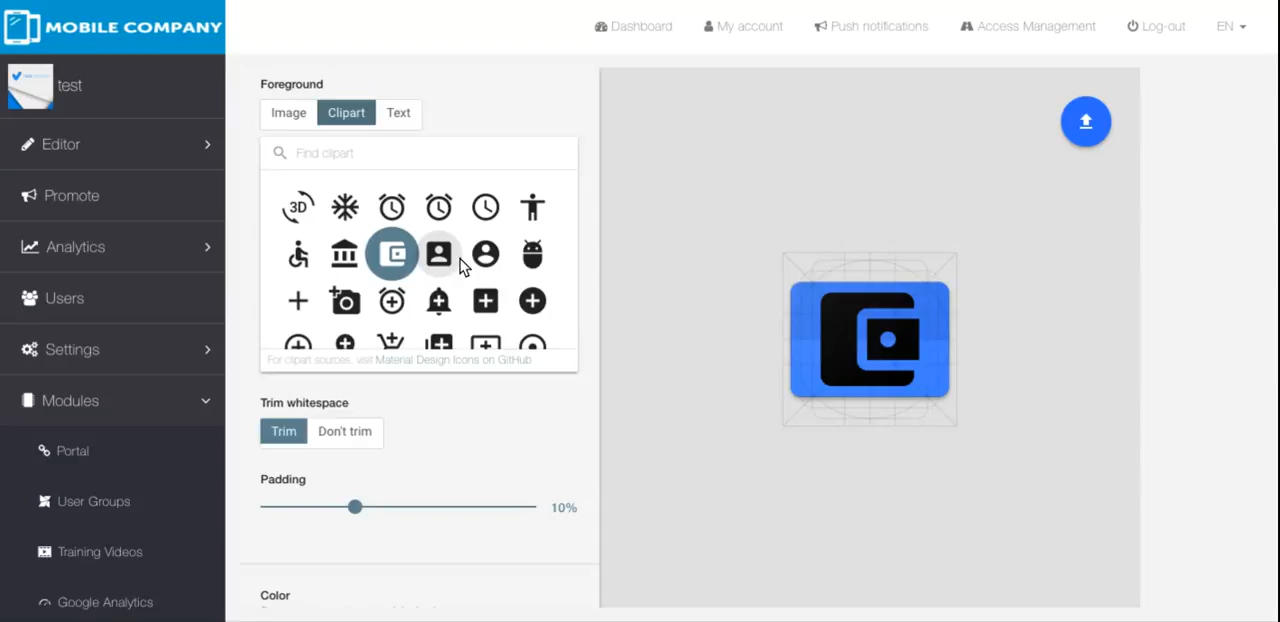 MOBILE COMPANY
Dashboard
My account
Push notifications
Access Management
Log-out
EN
test
Editor
Promote
Analytics
Users
Settings
Modules
Portal
User Groups
Training Videos
Google Analytics
Foreground
Image
Clipart
Text
Find clipart
3D
For clipart sources, visit Material Design Icons on GitHub
Trim whitespace
Trim
Don't trim
Padding
10%
Color